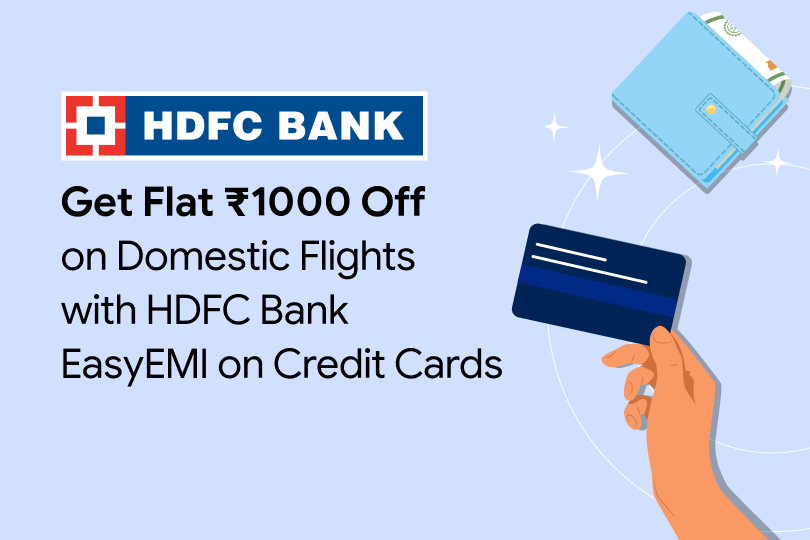 HDFC BANK
Get Flat ₹1000 Off
on Domestic Flights
with HDFC Bank
EasyEMI on Credit Cards